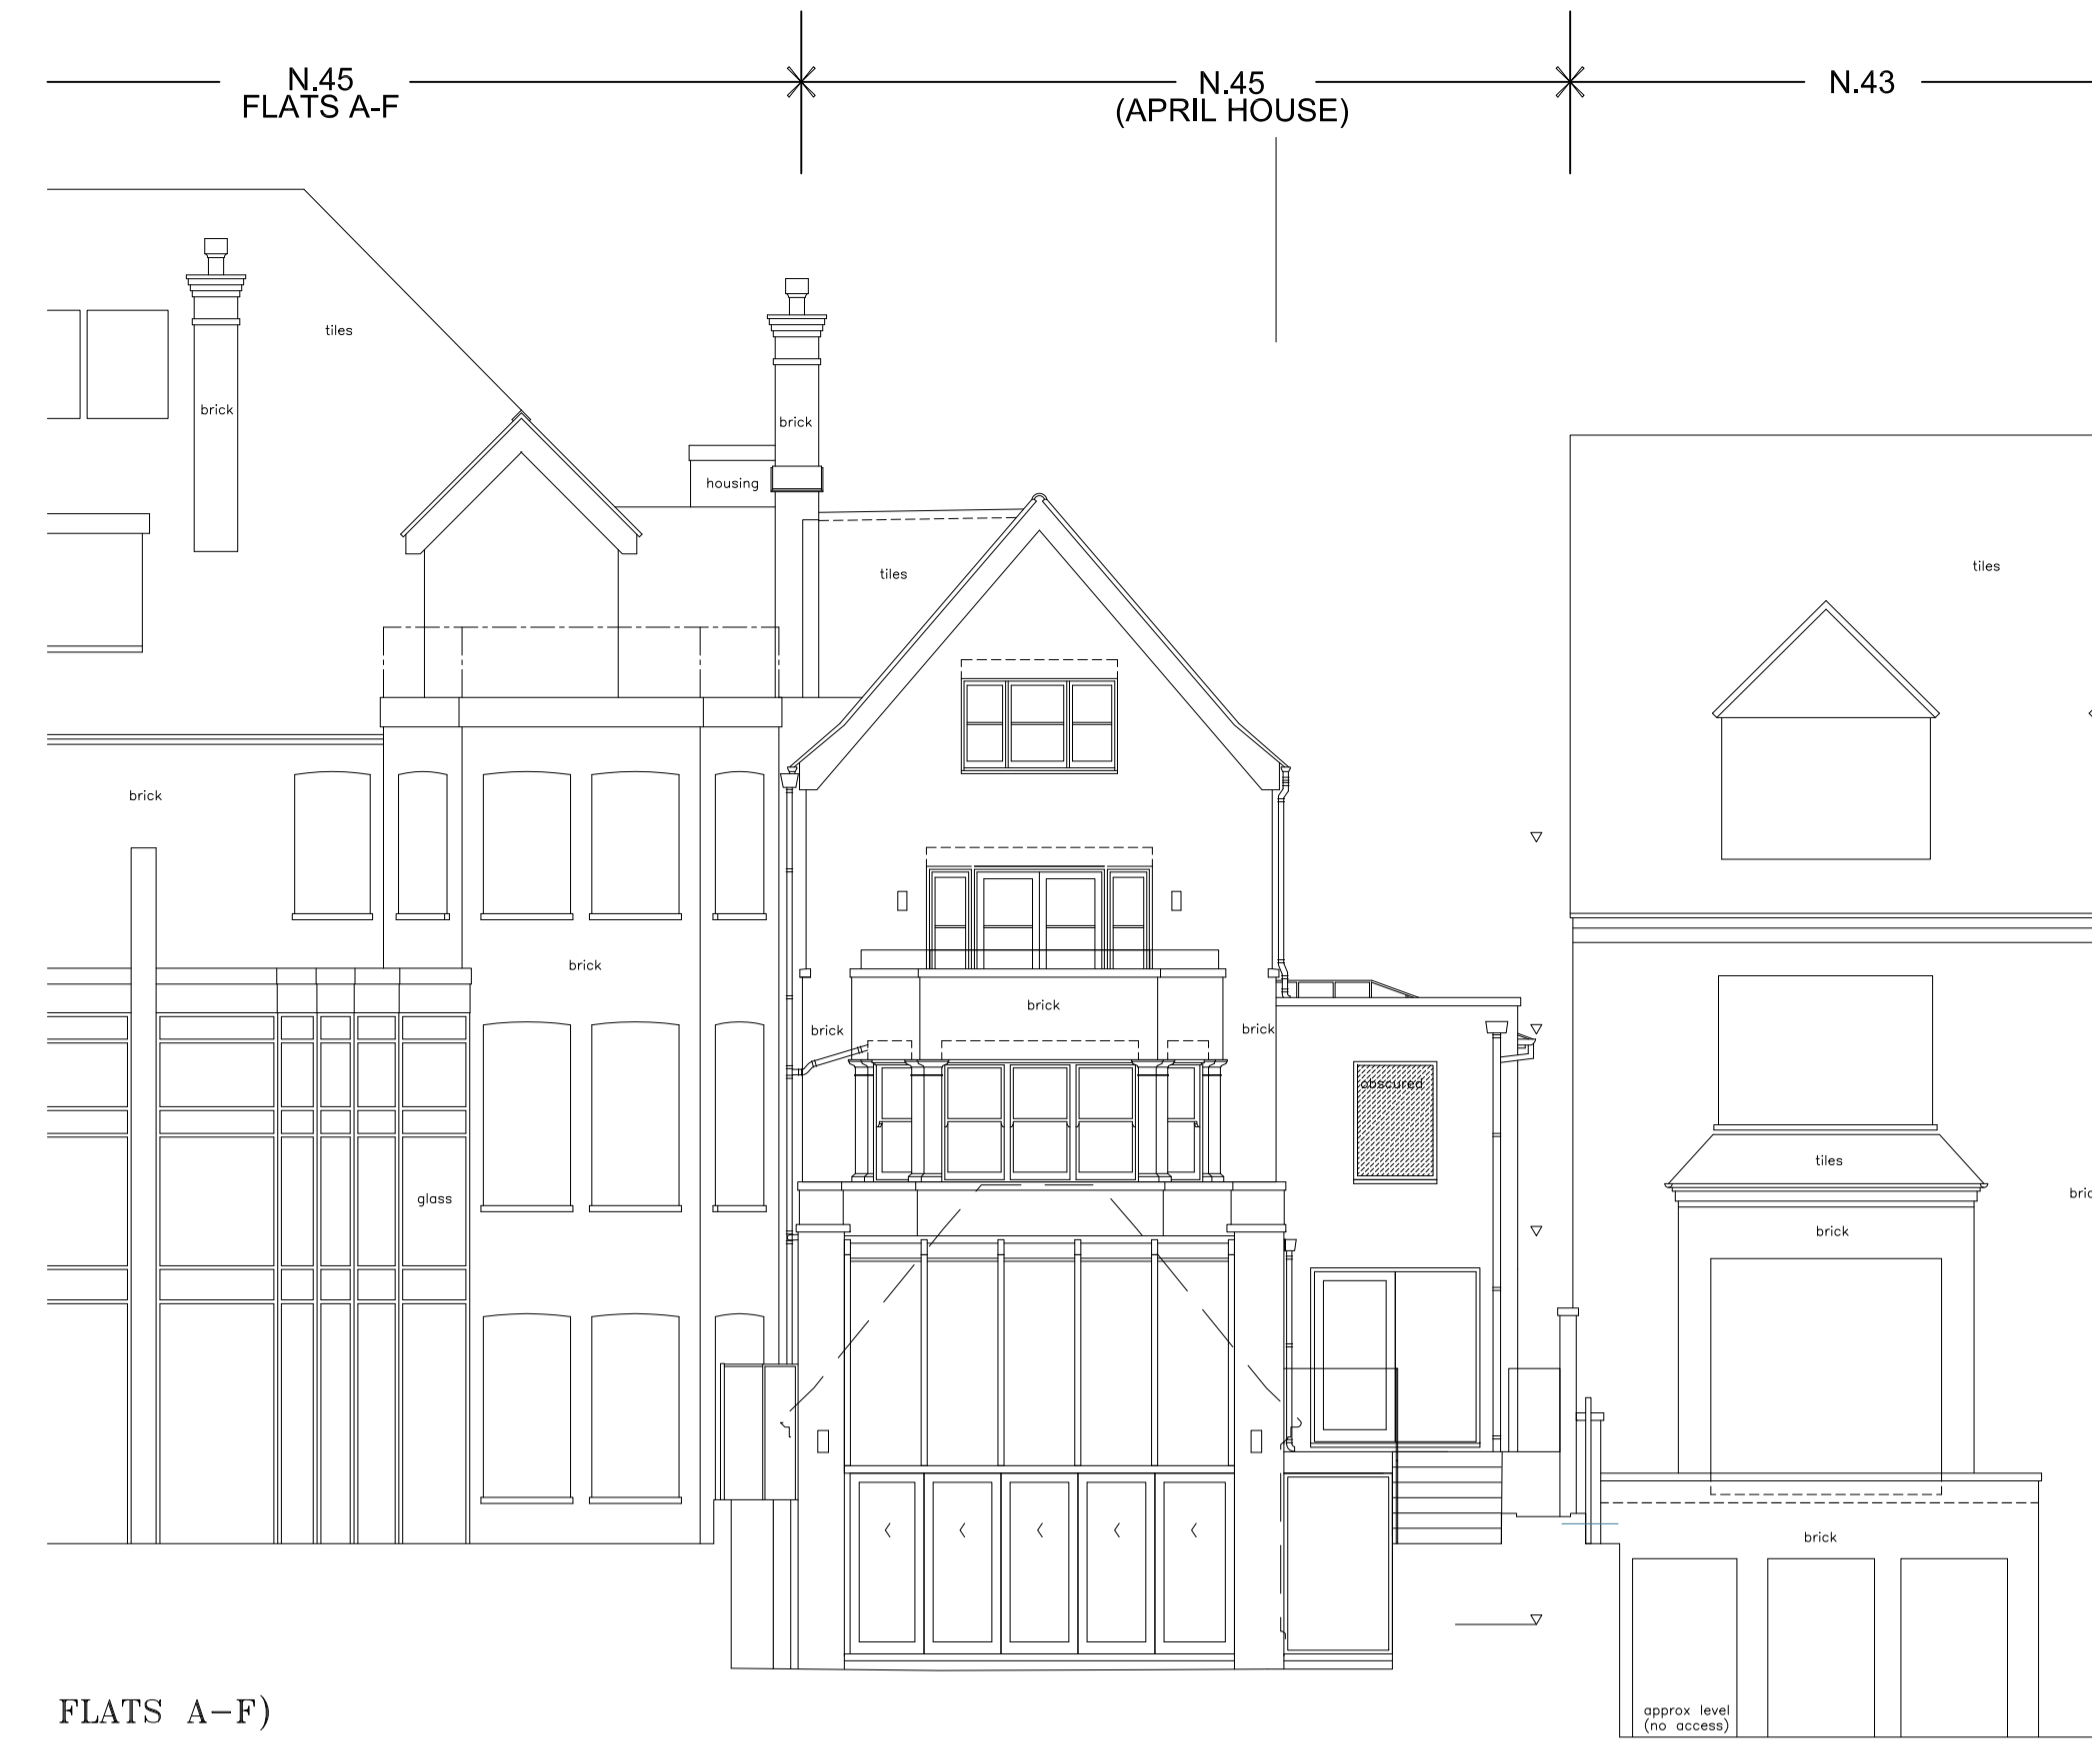 N.45
FLATS A-F
N.45
(APRIL HOUSE)
N.43
tiles
brick
brick
housing
tiles
tiles
brick
brick
brick
brick
brick
obscured
tiles
glass
brick
brick
approx level
(no access)
FLATS A-F)